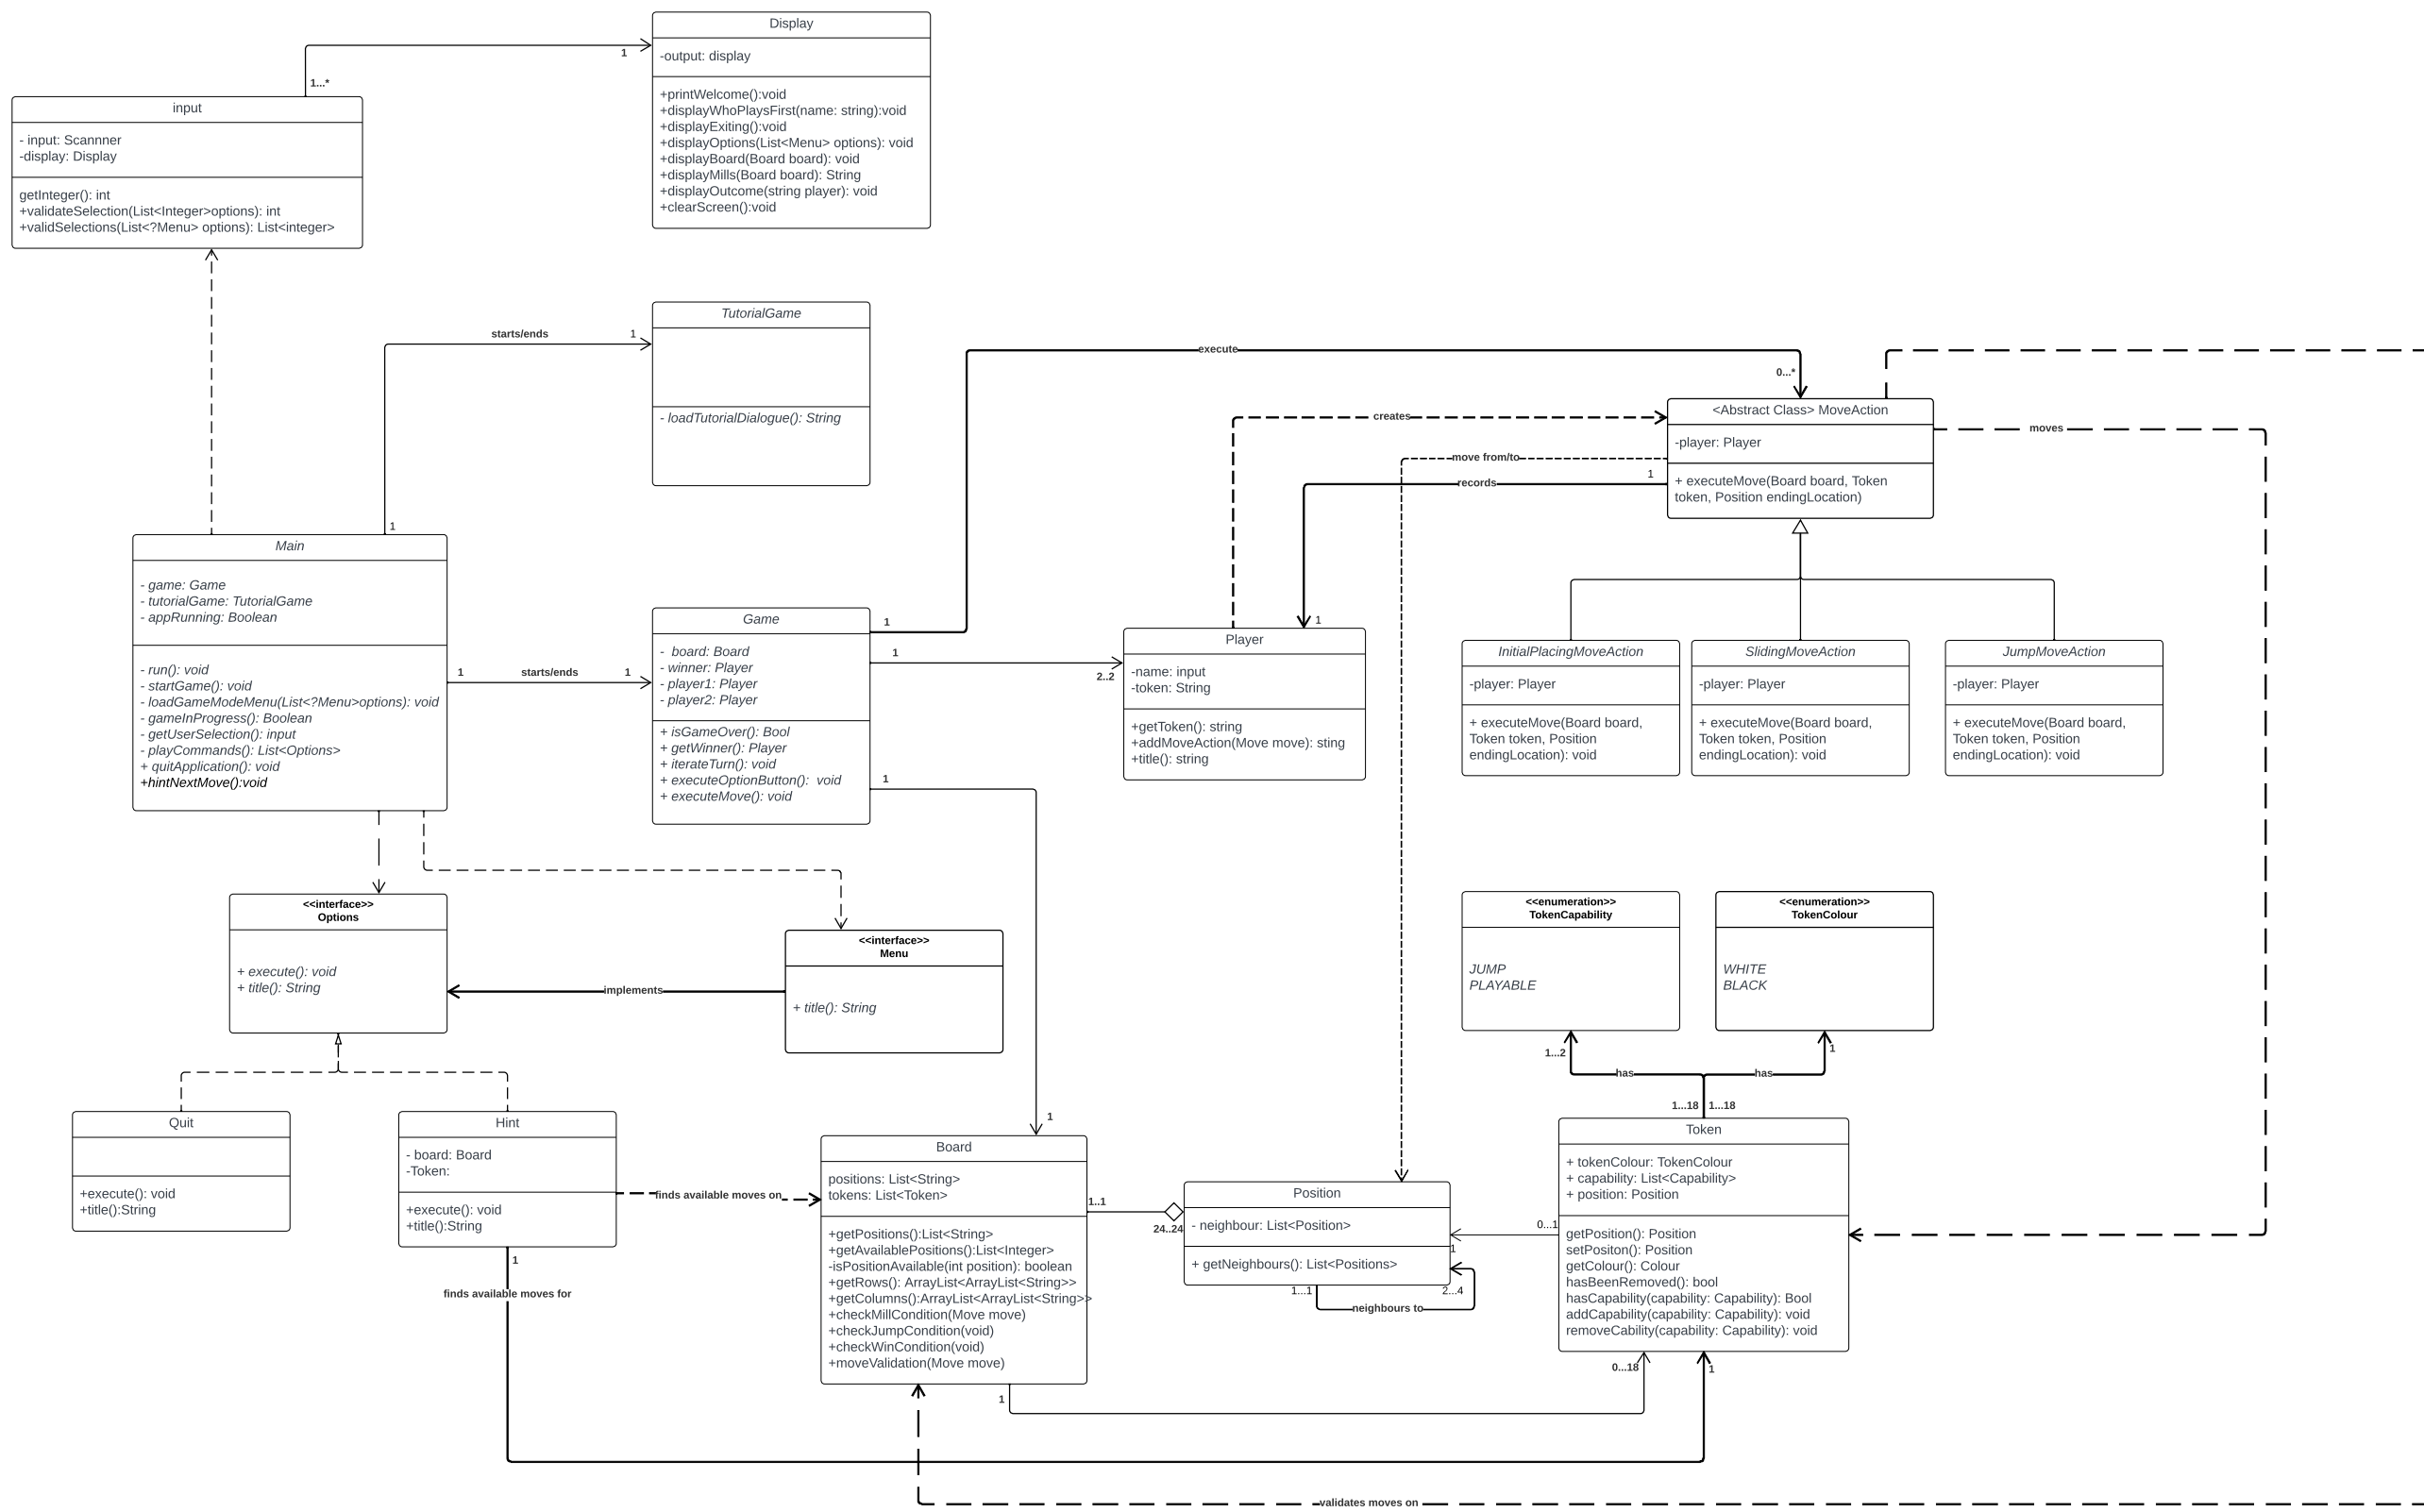 Display
-output: display
+printWelcome():void
+displayWhoPlaysFirst(name: string):void
+displayExiting():void
+displayOptions(List<Menu> options): void
+displayBoard(Board board): void
+displayMills(Board board): String
+displayOutcome(string player): void
+clearScreen():void
1
1...*
input
- input: Scannner
-display: Display
getInteger(): int
+validateSelection(List<Integer>options): int
+validSelections(List<?Menu> options): List<integer>
TutorialGame
- loadTutorialDialogue(): String
starts/ends
1
1
Main
- game: Game
- tutorialGame: TutorialGame
- appRunning: Boolean
- run(): void
- startGame(): void
- loadGameModeMenu(List<?Menu>options): void
- gameInProgress(): Boolean
- getUserSelection(): input
- playCommands(): List<Options>
+ quitApplication(): void
+hintNextMove():void
1
starts/ends
1
Game
-  board: Board
- winner: Player
- player1: Player
- player2: Player
+ isGameOver(): Bool
+ getWinner(): Player
+ iterateTurn(): void
+ executeOptionButton():  void
+ executeMove(): void
1
execute
0...*
1
2..2
1
1
creates
move from/to
records
1
1
moves
<Abstract Class> MoveAction
-player: Player
+ executeMove(Board board, Token
token, Position endingLocation)
Player
-name: input
-token: String
+getToken(): string
+addMoveAction(Move move): sting
+title(): string
InitialPlacingMoveAction
-player: Player
+ executeMove(Board board,
Token token, Position
endingLocation): void
SlidingMoveAction
-player: Player
+ executeMove(Board board,
Token token, Position
endingLocation): void
JumpMoveAction
-player: Player
+ executeMove(Board board,
Token token, Position
endingLocation): void
<<interface>>
Options
+ execute(): void
+ title(): String
implements
<<interface>>
Menu
+ title(): String
<<enumeration>>
TokenCapability
JUMP
PLAYABLE
<<enumeration>>
TokenColour
WHITE
BLACK
1...2
1
has
has
1...18
1...18
Quit
+execute(): void
+title():String
Hint
- board: Board
-Token:
+execute(): void
+title():String
finds available moves on
1
finds available moves for
Board
positions: List<String>
tokens: List<Token>
+getPositions():List<String>
+getAvailablePositions():List<Integer>
-isPositionAvailable(int position): boolean
+getRows(): ArrayList<ArrayList<String>>
+getColumns():ArrayList<ArrayList<String>>
+checkMillCondition(Move move)
+checkJumpCondition(void)
+checkWinCondition(void)
+moveValidation(Move move)
1..1
24..24
Position
- neighbour: List<Position>
+ getNeighbours(): List<Positions>
1...1
neighbours to
2...4
0...1
1
Token
+ tokenColour: TokenColour
+ capability: List<Capability>
+ position: Position
getPosition(): Position
setPositon(): Position
getColour(): Colour
hasBeenRemoved(): bool
hasCapability(capability: Capability): Bool
addCapability(capability: Capability): void
removeCability(capability: Capability): void
0...18
1
1
validates moves on